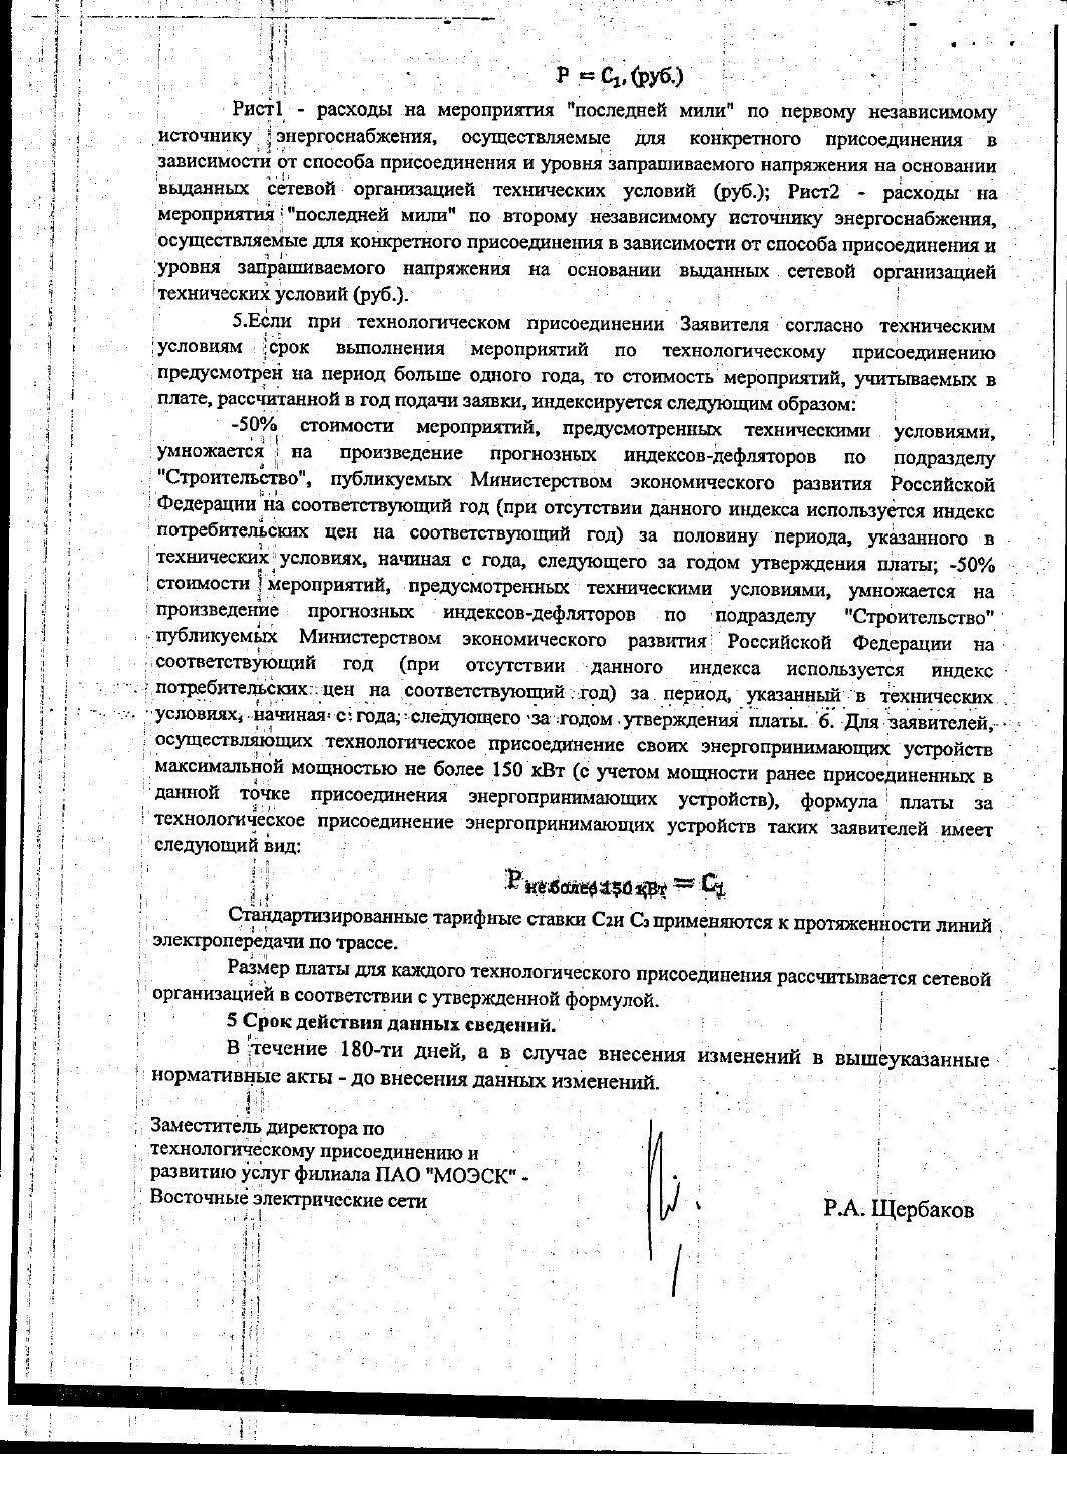 P = C1, (руб.)
Рист1 - расходы на мероприятия "последней мили" по первому независимому
источнику энергоснабжения, осуществляемые для конкретного присоединения в
зависимости от способа присоединения и уровня запрашиваемого напряжения на основании
выданных сетевой организацией технических условий (руб.); Рист2 - расходы на
мероприятия "последней мили" по второму независимому источнику энергоснабжения,
осуществляемые для конкретного присоединения в зависимости от способа присоединения и
уровня запрашиваемого напряжения на основании выданных сетевой организацией
технических условий (руб.).
5.Если при технологическом присоединении Заявителя согласно техническим
условиям срок выполнения мероприятий по технологическому присоединению
предусмотрен на период больше одного года, то стоимость мероприятий, учитываемых в
плате, рассчитанной в год подачи заявки, индексируется следующим образом:
-50% стоимости мероприятий, предусмотренных техническими условиями,
умножается на произведение прогнозных индексов-дефляторов по подразделу
"Строительство", публикуемых Министерством экономического развития Российской
Федерации на соответствующий год (при отсутствии данного индекса используется индекс
потребительских цен на соответствующий год) за половину периода, указанного в
технических условиях, начиная с года, следующего за годом утверждения платы; -50%
стоимости мероприятий, предусмотренных техническими условиями, умножается на
произведение прогнозных индексов-дефляторов по подразделу "Строительство"
публикуемых Министерством экономического развития Российской Федерации на
соответствующий год (при отсутствии данного индекса используется индекс
потребительских цен на соответствующий год) за период, указанный в технических
условиях, начиная с года, следующего за годом утверждения платы. 6. Для заявителей,
осуществляющих технологическое присоединение своих энергопринимающих устройств
максимальной мощностью не более 150 кВт (с учетом мощности ранее присоединенных в
данной точке присоединения энергопринимающих устройств), формула платы за
технологическое присоединение энергопринимающих устройств таких заявителей имеет
следующий вид:
P не более 150 кВт = C1
Стандартизированные тарифные ставки С2и С3 применяются к протяженности линий
электропередачи по трассе.
Размер платы для каждого технологического присоединения рассчитывается сетевой
организацией в соответствии с утвержденной формулой.
5 Срок действия данных сведений.
В течение 180-ти дней, а в случае внесения изменений в вышеуказанные
нормативные акты - до внесения данных изменений.
Заместитель директора по
технологическому присоединению и
развитию услуг филиала ПАО "МОЭСК" -
Восточные электрические сети
Р.А. Щербаков